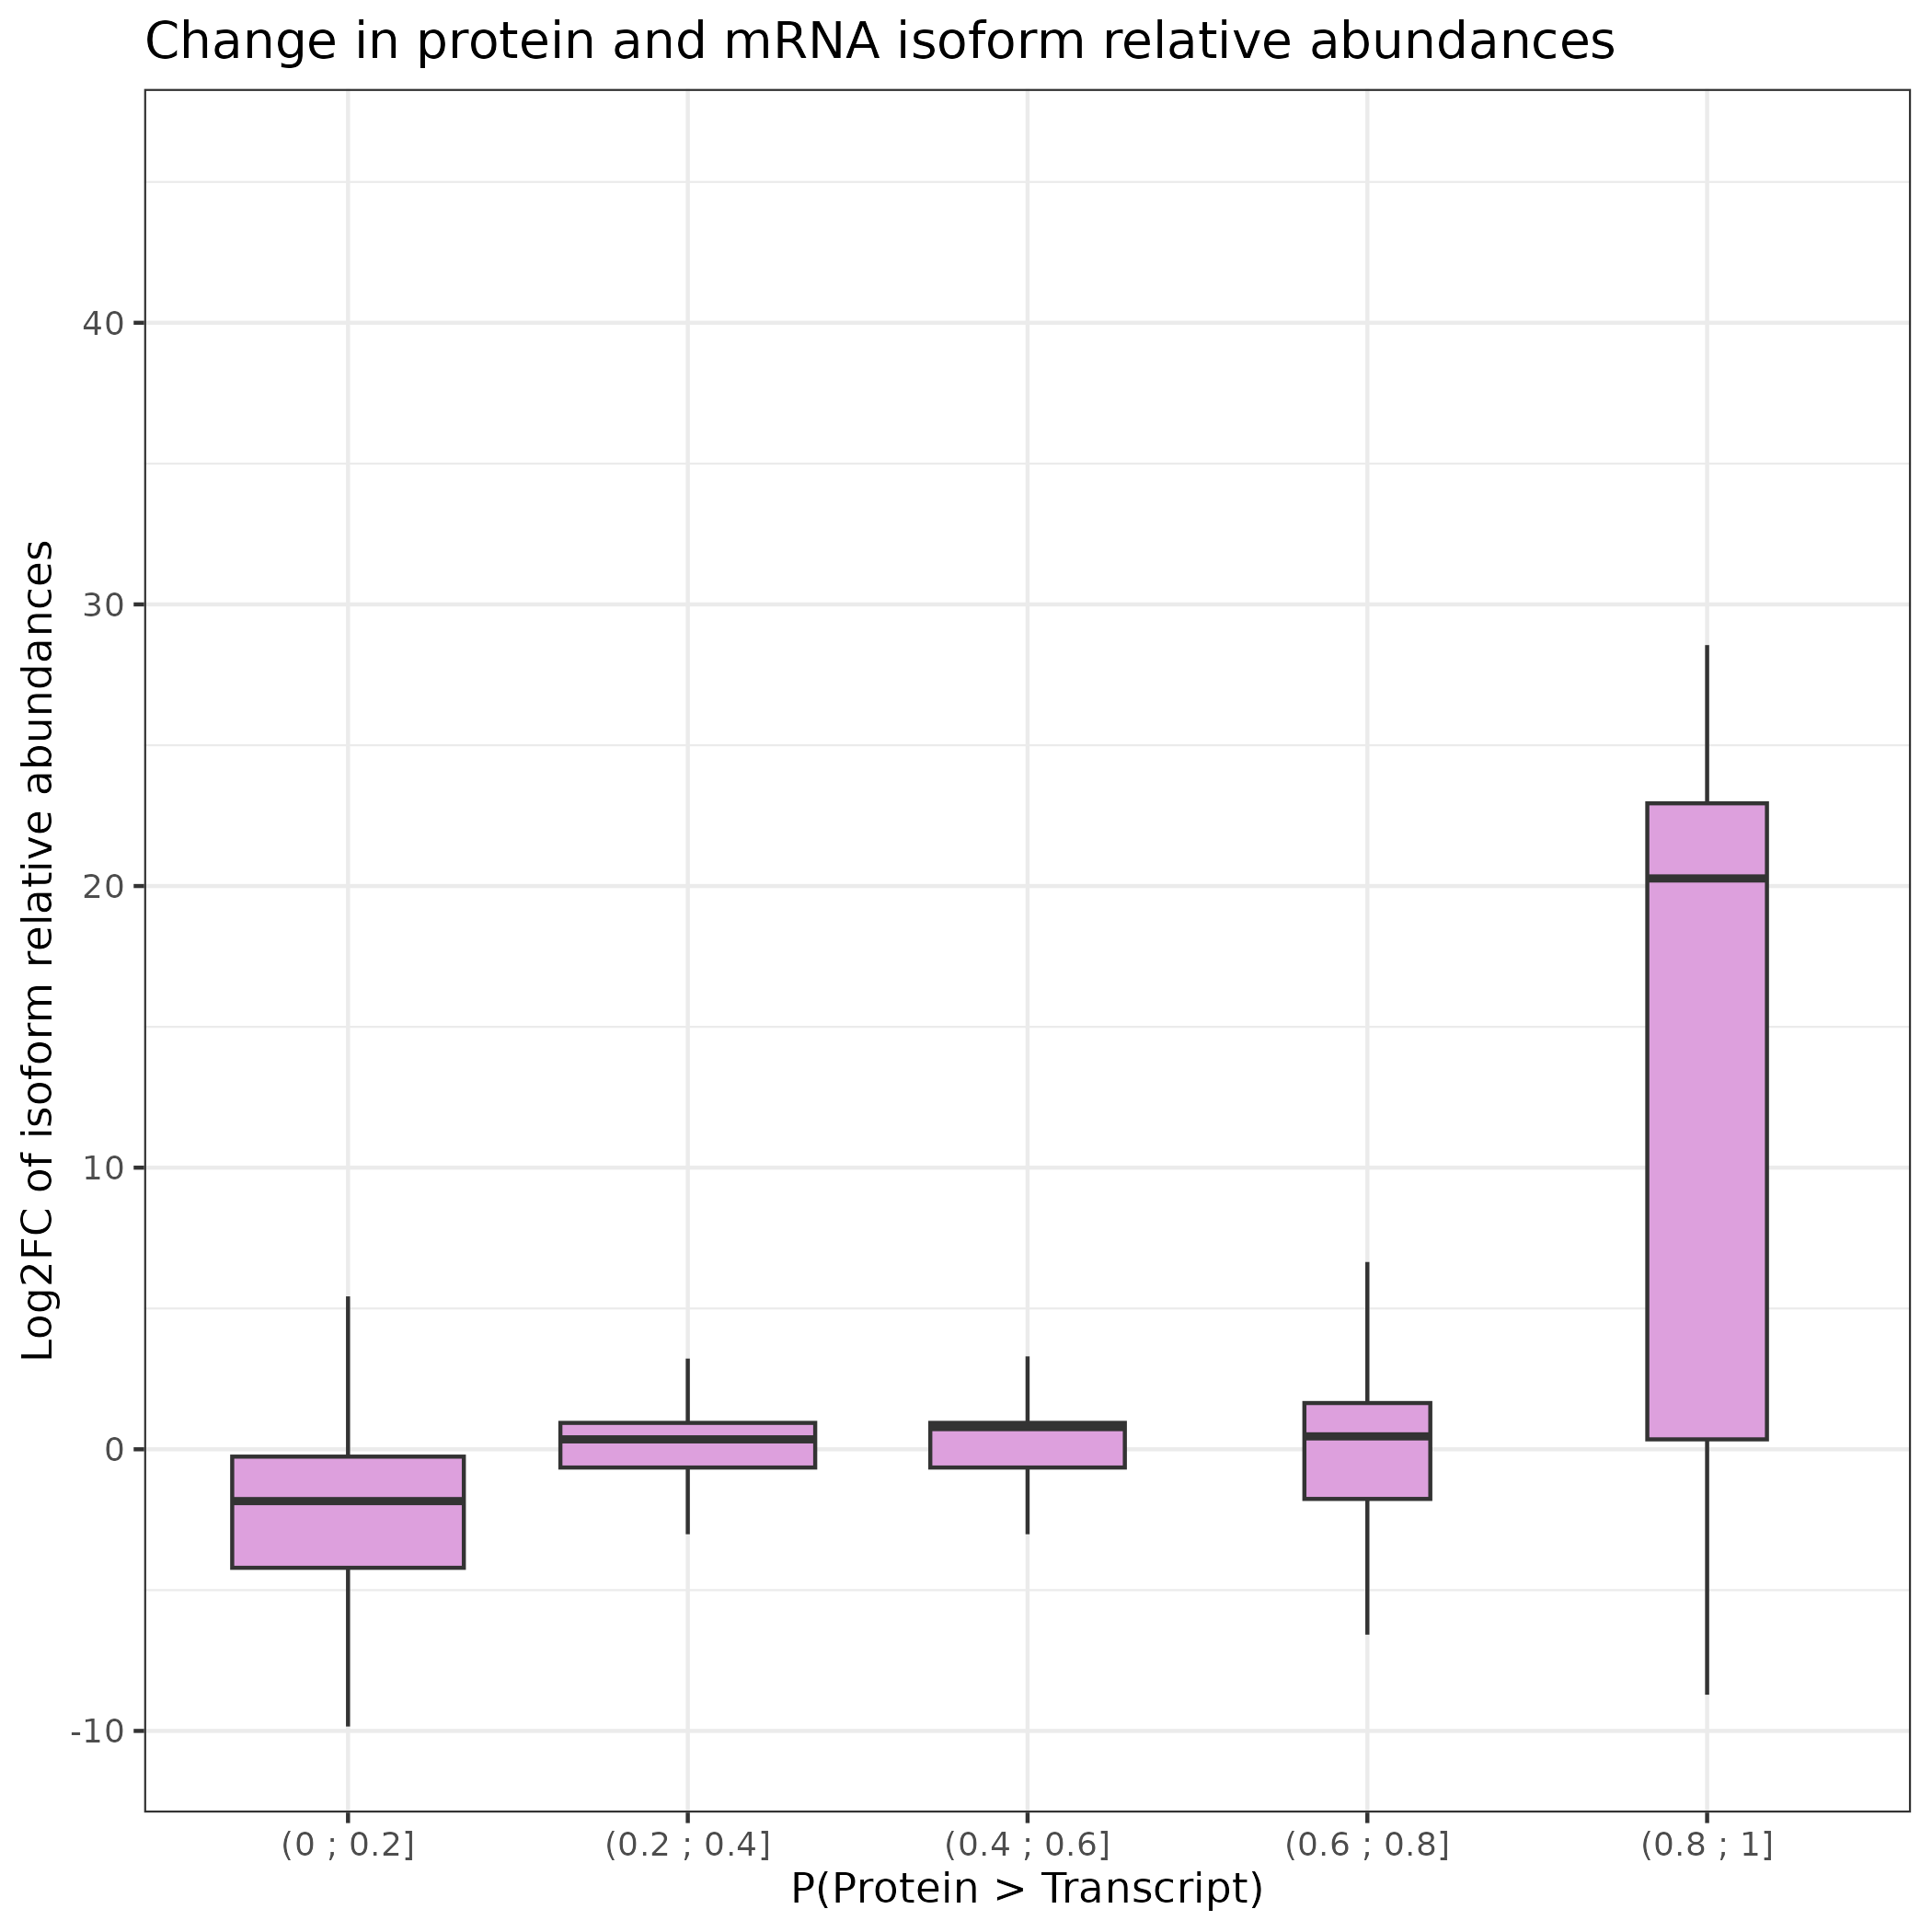 Change in protein and mRNA isoform relative abundances
Log2FC of isoform relative abundances
40
30
20
10
0
-10
(0 ; 0.2]
(0.2 ; 0.4]
(0.4 ; 0.6]
(0.6 ; 0.8]
(0.8 ; 1]
P(Protein > Transcript)